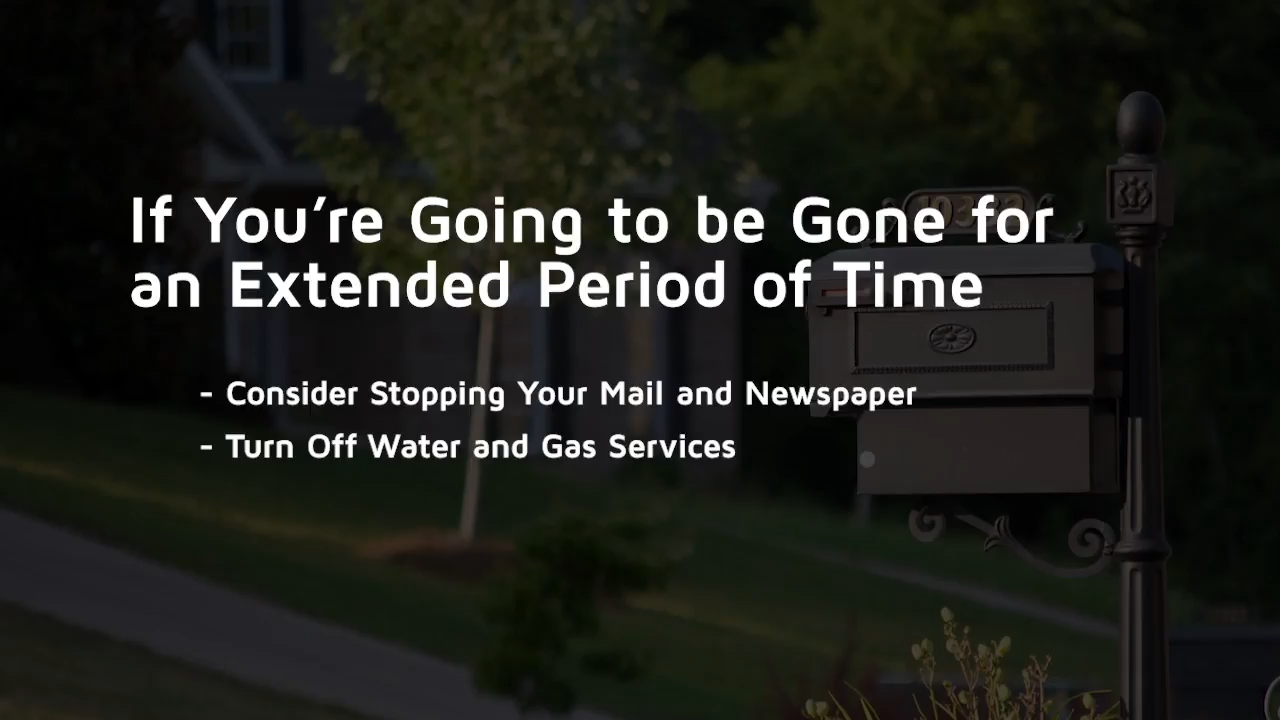 If You’re Going to be Gone for
an Extended Period of Time
- Consider Stopping Your Mail and Newspaper
- Turn Off Water and Gas Services